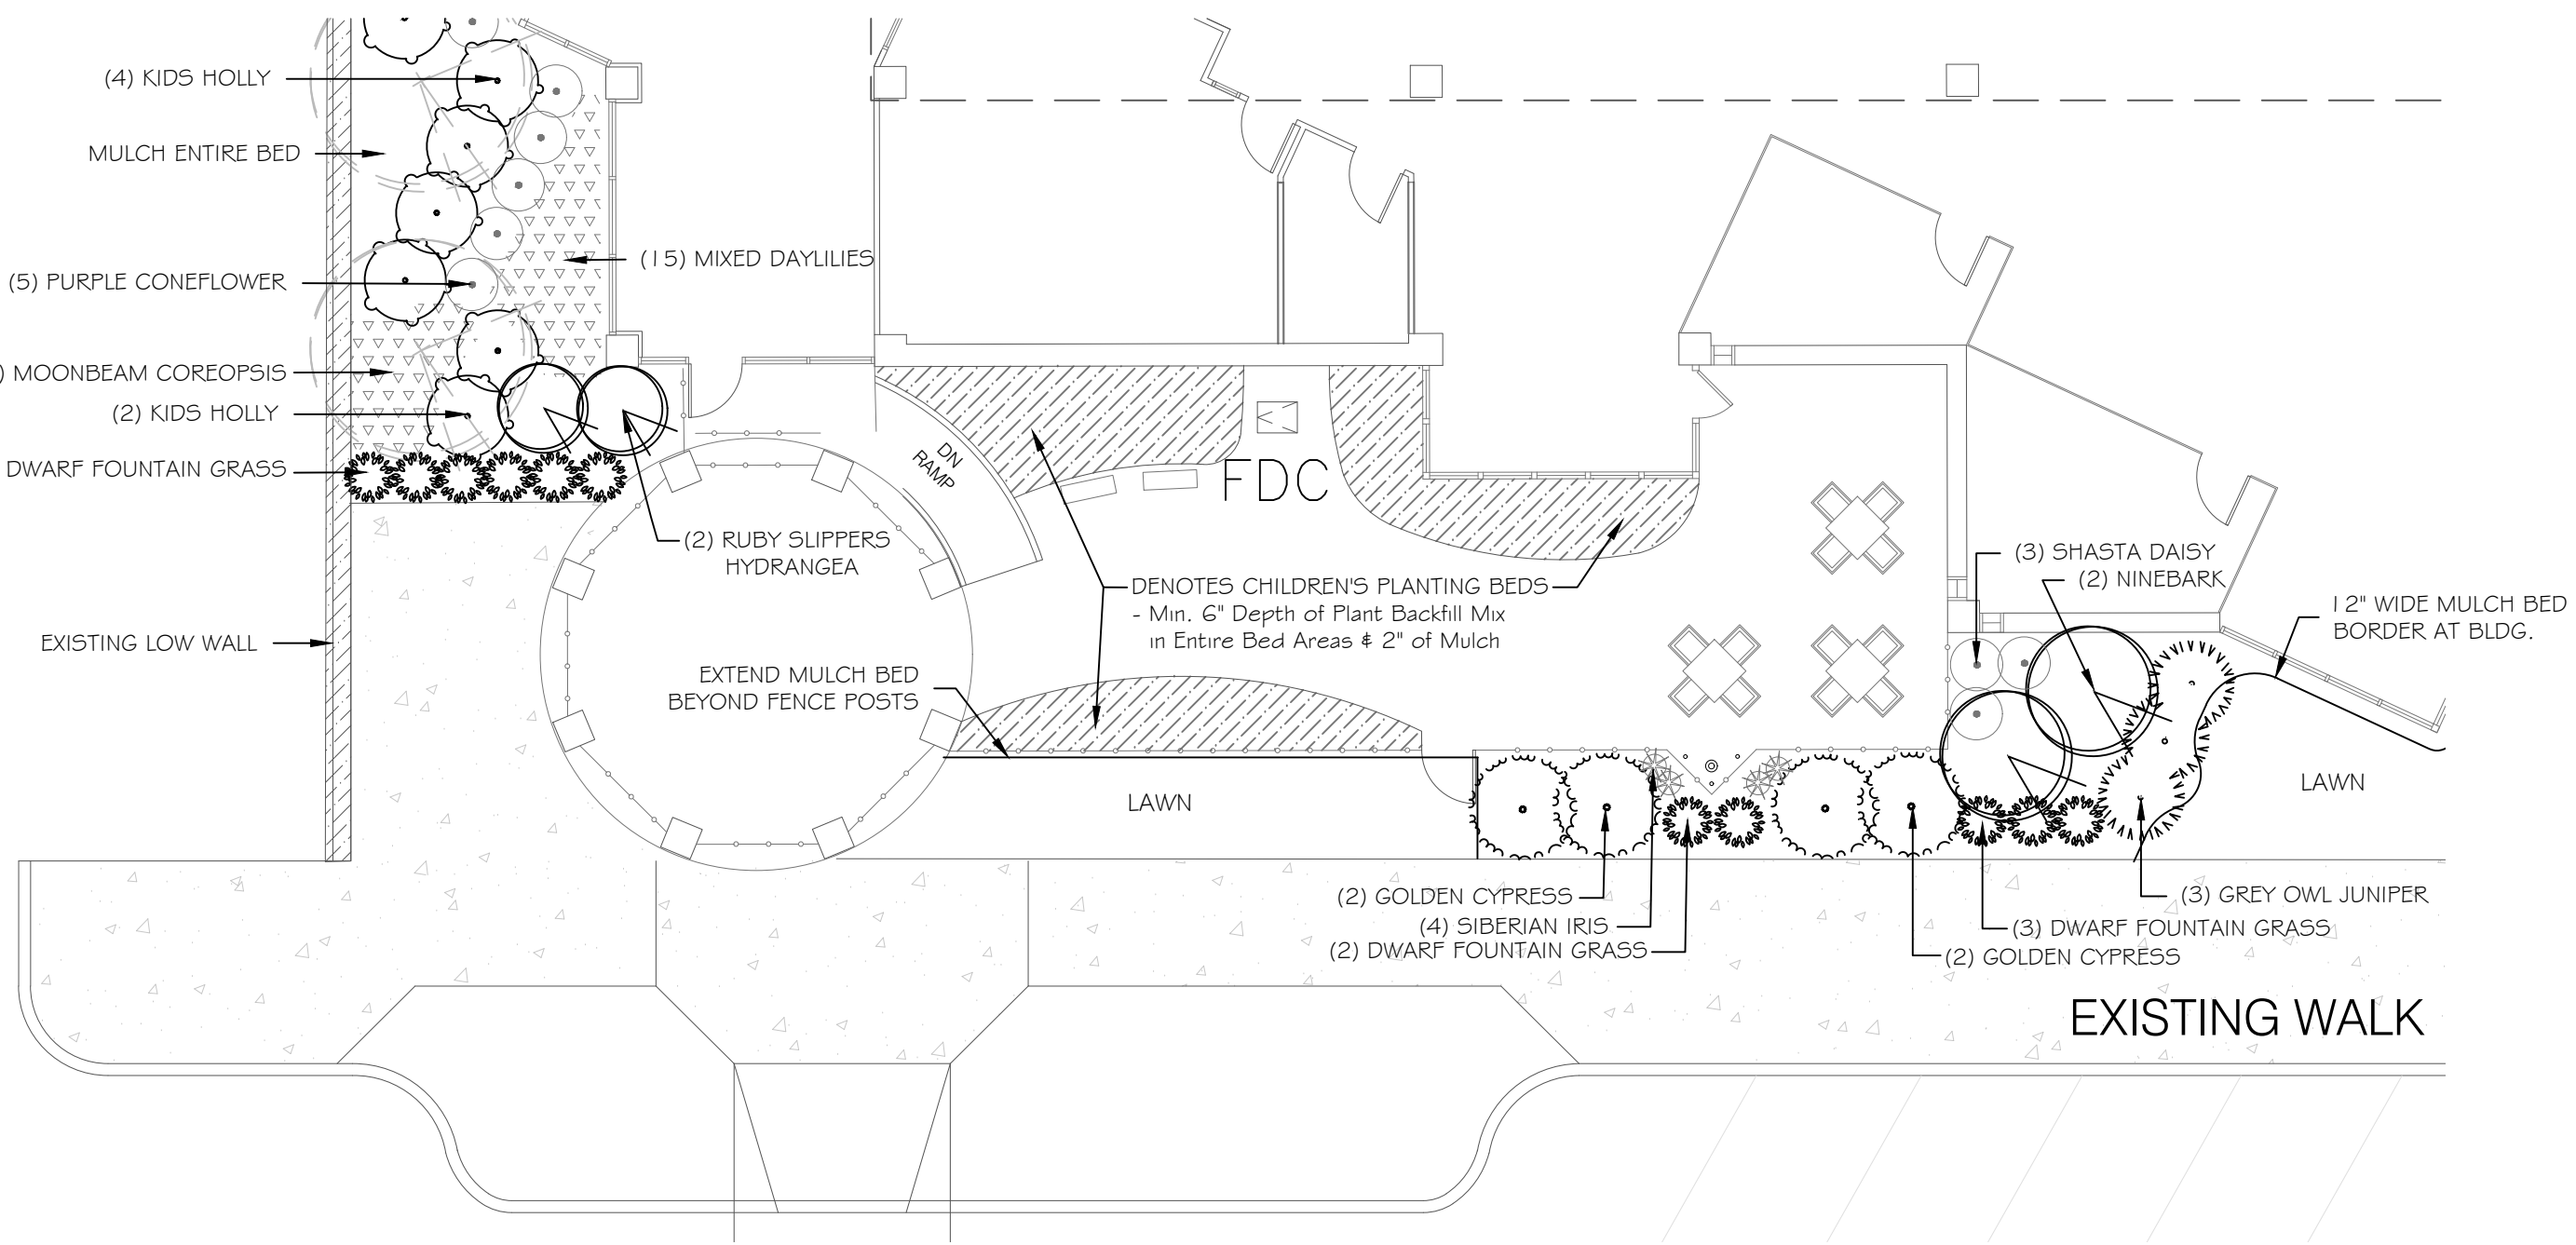 (4) KIDS HOLLY
MULCH ENTIRE BED
(15) MIXED DAYLILIES
(5) PURPLE CONEFLOWER
) MOONBEAM COREOPSIS
(2) KIDS HOLLY
DWARF FOUNTAIN GRASS
DN
RAMP
FDC
(2) RUBY SLIPPERS
HYDRANGEA
DENOTES CHILDREN'S PLANTING BEDS
- Min. 6" Depth of Plant Backfill Mix
in Entire Bed Areas & 2" of Mulch
(3) SHASTA DAISY
(2) NINEBARK
12" WIDE MULCH BED
BORDER AT BLDG.
EXISTING LOW WALL
EXTEND MULCH BED
BEYOND FENCE POSTS
LAWN
LAWN
(2) GOLDEN CYPRESS
(4) SIBERIAN IRIS
(2) DWARF FOUNTAIN GRASS
(3) GREY OWL JUNIPER
(3) DWARF FOUNTAIN GRASS
(2) GOLDEN CYPRESS
EXISTING WALK